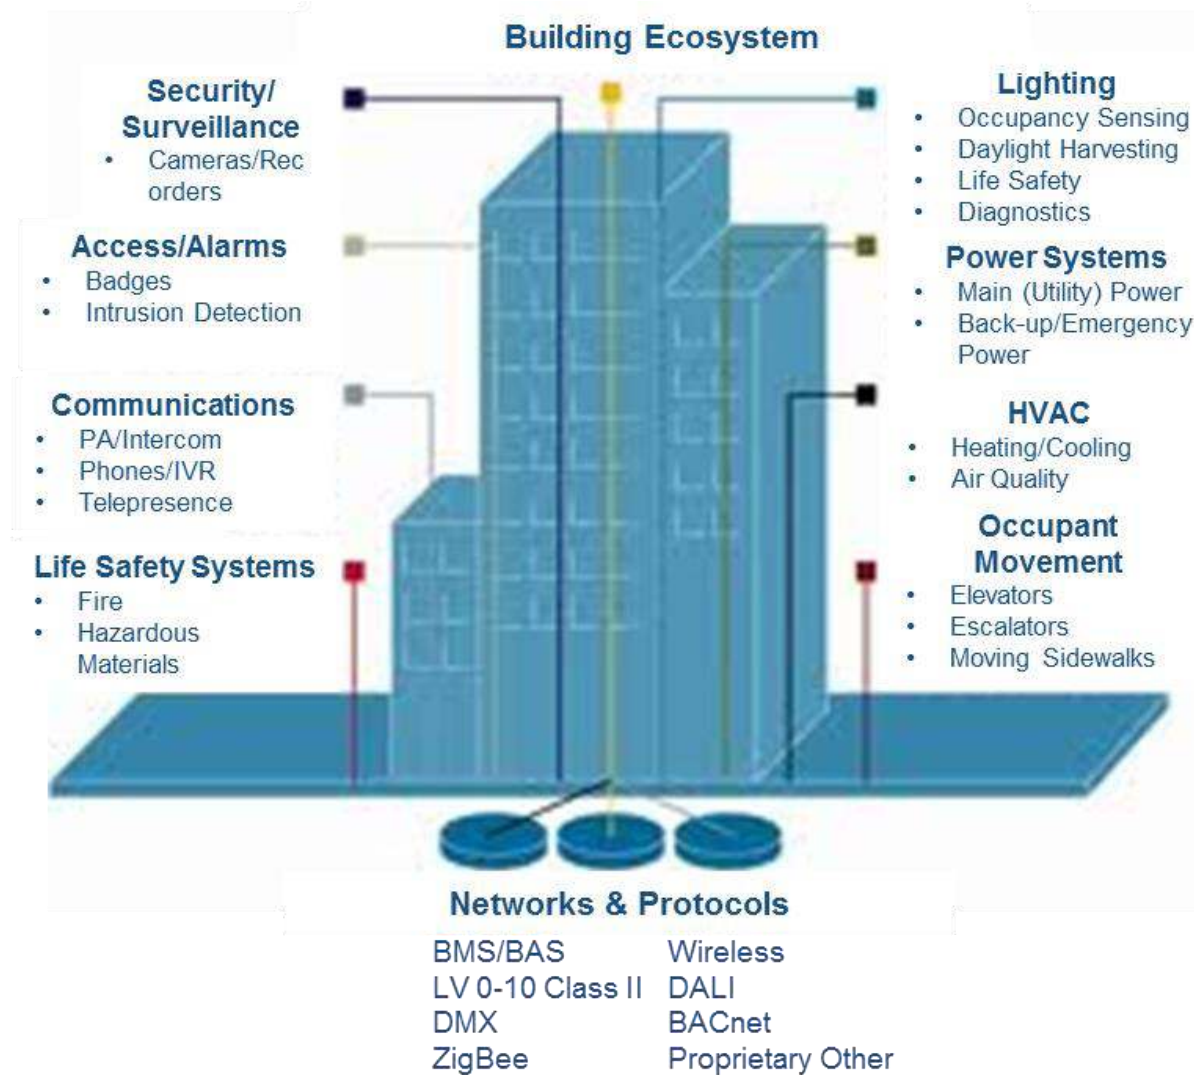 Building Ecosystem
Security/
Surveillance
• Cameras/Rec
orders
Access/Alarms
• Badges
• Intrusion Detection
Communications
• PA/Intercom
• Phones/IVR
• Telepresence
Life Safety Systems
• Fire
• Hazardous
Materials
Lighting
• Occupancy Sensing
• Daylight Harvesting
• Life Safety
• Diagnostics
Power Systems
• Main (Utility) Power
• Back-up/Emergency
Power
HVAC
• Heating/Cooling
• Air Quality
Occupant
Movement
• Elevators
• Escalators
• Moving Sidewalks
Networks & Protocols
BMS/BAS
LV 0-10 Class II
DMX
ZigBee
Wireless
DALI
BACnet
Proprietary Other